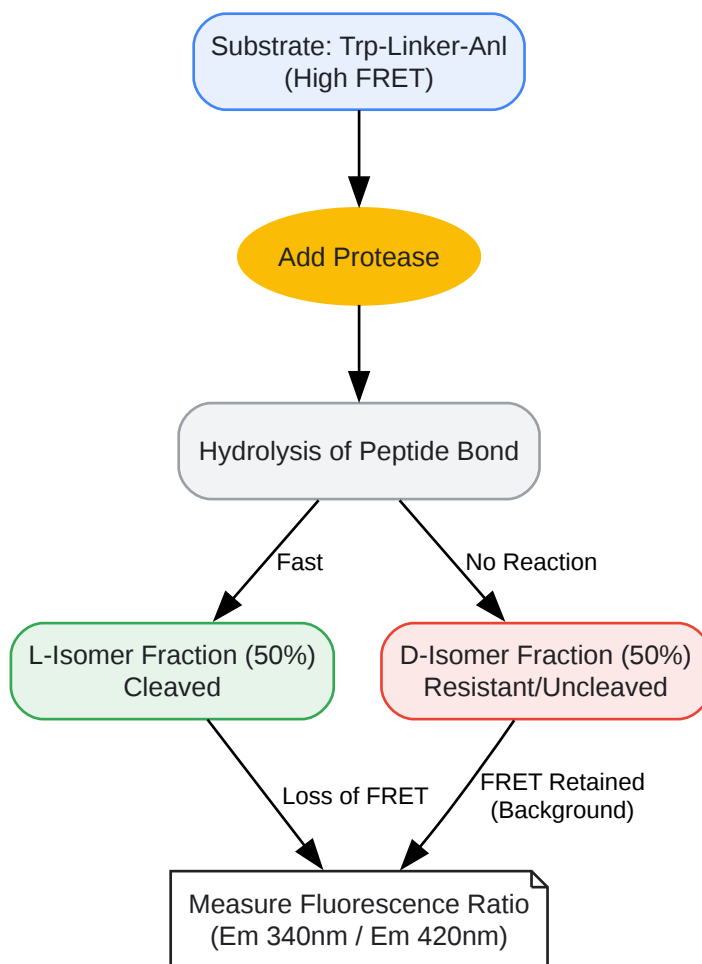 Substrate: Trp-Linker-Anl
(High FRET)
Add Protease
Hydrolysis of Peptide Bond
Fast
No Reaction
L-Isomer Fraction (50%)
Cleaved
D-Isomer Fraction (50%)
Resistant/Uncleaved
Loss of FRET
FRET Retained
(Background)
Measure Fluorescence Ratio
(Em 340nm / Em 420nm)